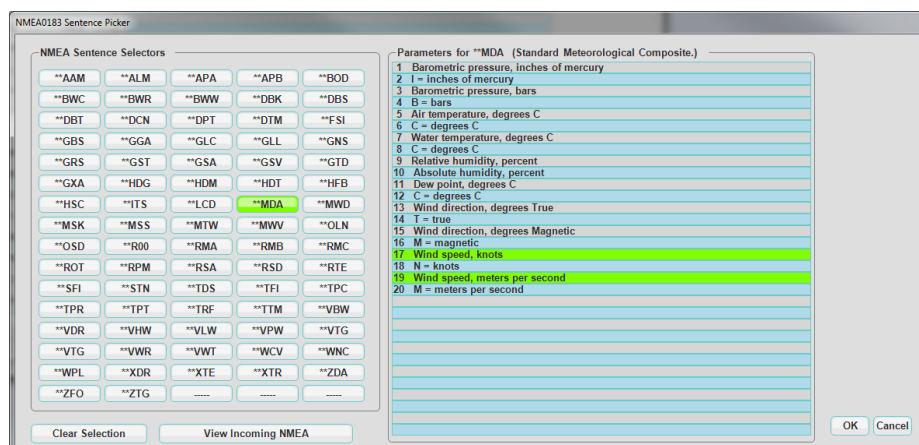 NMEA0183 Sentence Picker
NMEA Sentence Selectors
**AAM **ALM **APA **APB **BOD
**BWC **BWR **BWW **DBK **DBS
**DBT **DCN **DPT **DTM **FSI
**GBS **GGA **GLC **GLL **GNS
**GRS **GST **GSA **GSV **GTD
**GXA **HDG **HDM **HDT **HFB
**HSC **ITS **LCD **MDA **MWD
**MSK **MSS **MTW **MWV **OLN
**OSD **R00 **RMA **RMB **RMC
**ROT **RPM **RSA **RSD **RTE
**SFI **STN **TDS **TFI **TPC
**TPR **TPT **TRF **TTM **VBW
**VDR **VHW **VLW **VPW **VTG
**VTG **VWR **VWT **WCV **WNC
**WPL **XDR **XTE **XTR **ZDA
**ZFO **ZTG ----- ----- -----
Clear Selection View Incoming NMEA
Parameters for **MDA (Standard Meteorological Composite.)
1 Barometric pressure, inches of mercury
2 I = inches of mercury
3 Barometric pressure, bars
4 B = bars
5 Air temperature, degrees C
6 C = degrees C
7 Water temperature, degrees C
8 C = degrees C
9 Relative humidity, percent
10 Absolute humidity, percent
11 Dew point, degrees C
12 C = degrees C
13 Wind direction, degrees True
14 T = true
15 Wind direction, degrees Magnetic
16 M = magnetic
17 Wind speed, knots
18 N = knots
19 Wind speed, meters per second
20 M = meters per second
OK Cancel